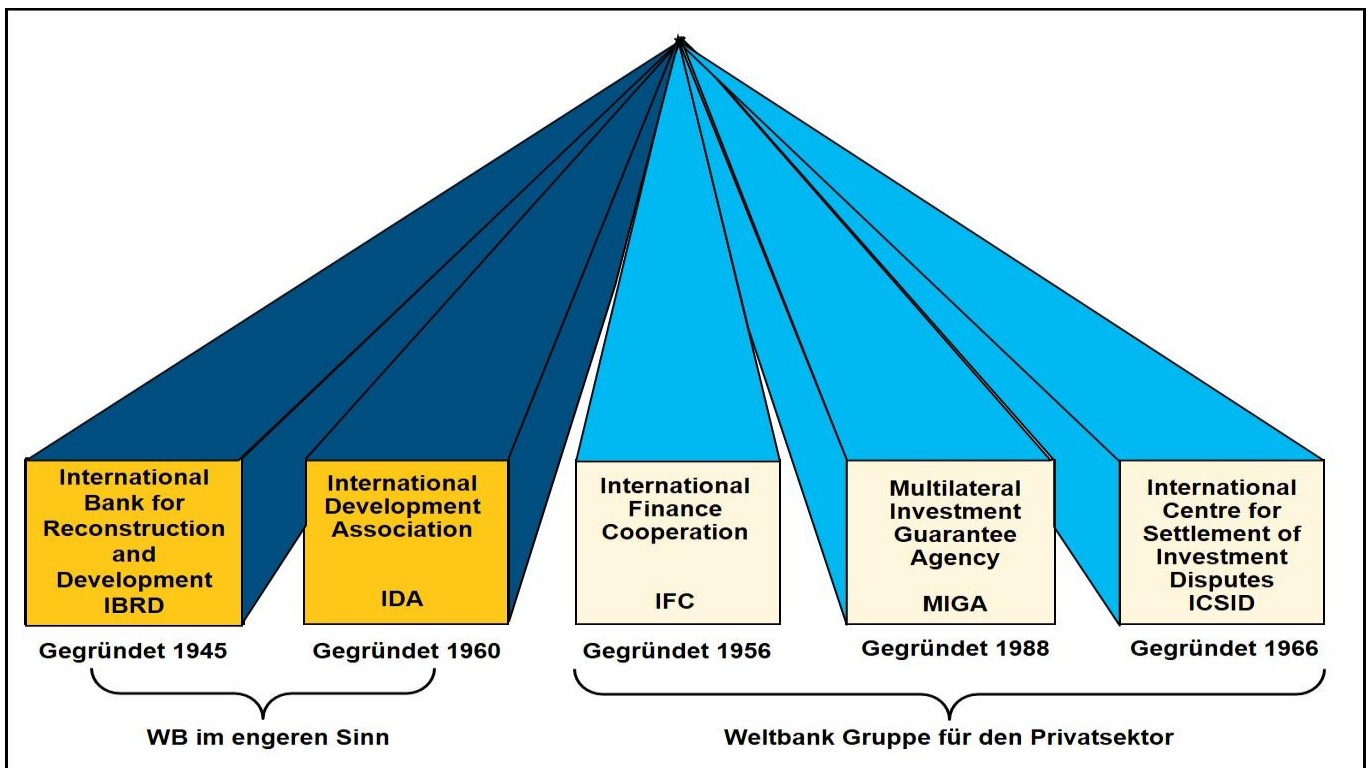 International
Bank for
Reconstruction
and
Development
IBRD
International
Development
Association
IDA
International
Finance
Cooperation
IFC
Multilateral
Investment
Guarantee
Agency
MIGA
International
Centre for
Settlement of
Investment
Disputes
ICSID
Gegründet 1945
Gegründet 1960
Gegründet 1956
Gegründet 1988
Gegründet 1966
WB im engeren Sinn
Weltbank Gruppe für den Privatsektor